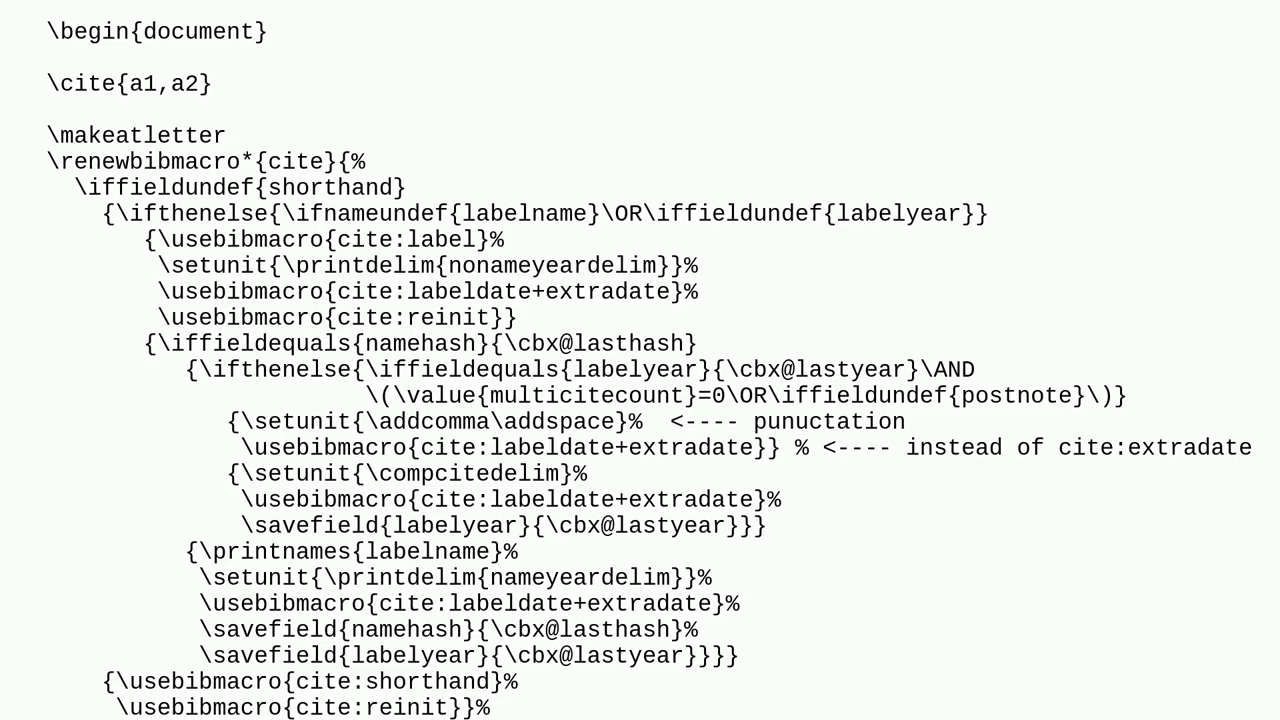 \begin{document}
\cite{a1,a2}
\makeatletter
\renewbibmacro*{cite}{%
\iffieldundef{shorthand}
{\ifthenelse{\ifnameundef{labelname}\OR\iffieldundef{labelyear}}
{\usebibmacro{cite:label}%
\setunit{\printdelim{nonameyeardelim}}%
\usebibmacro{cite:labeldate+extradate}%
\usebibmacro{cite:reinit}}
{\iffieldequals{namehash}{\cbx@lasthash}
{\ifthenelse{\iffieldequals{labelyear}{\cbx@lastyear}\AND
\(\value{multicitecount}=0\OR\iffieldundef{postnote}\)}
{\setunit{\addcomma\addspace}%  <---- punuctation
\usebibmacro{cite:labeldate+extradate}} % <---- instead of cite:extradate
{\setunit{\compcitedelim}%
\usebibmacro{cite:labeldate+extradate}%
\savefield{labelyear}{\cbx@lastyear}}}
{\printnames{labelname}%
\setunit{\printdelim{nameyeardelim}}%
\usebibmacro{cite:labeldate+extradate}%
\savefield{namehash}{\cbx@lasthash}%
\savefield{labelyear}{\cbx@lastyear}}}}
{\usebibmacro{cite:shorthand}%
\usebibmacro{cite:reinit}}%